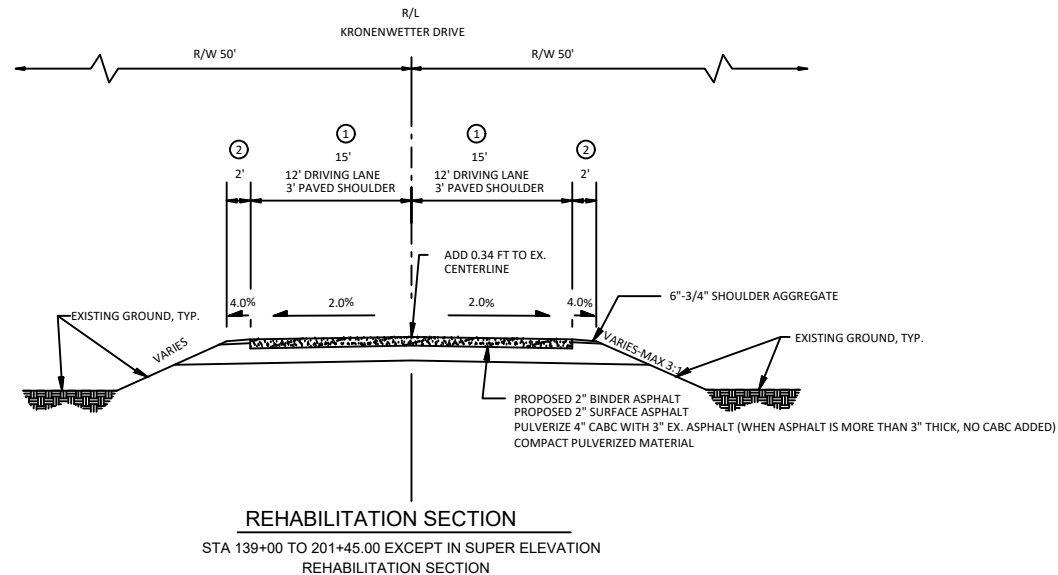 R/L
KRONENWETTER DRIVE
R/W 50'
R/W 50'
1
1
2
15'
15'
2
2'
12' DRIVING LANE
3' PAVED SHOULDER
12' DRIVING LANE
3' PAVED SHOULDER
2'
ADD 0.34 FT TO EX.
CENTERLINE
4.0%
2.0%
2.0%
4.0%
6"-3/4" SHOULDER AGGREGATE
EXISTING GROUND, TYP.
VARIES
VARIES-MAX 3:1
EXISTING GROUND, TYP.
PROPOSED 2" BINDER ASPHALT
PROPOSED 2" SURFACE ASPHALT
PULVERIZE 4" CABC WITH 3" EX. ASPHALT (WHEN ASPHALT IS MORE THAN 3" THICK, NO CABC ADDED)
COMPACT PULVERIZED MATERIAL
REHABILITATION SECTION
STA 139+00 TO 201+45.00 EXCEPT IN SUPER ELEVATION
REHABILITATION SECTION